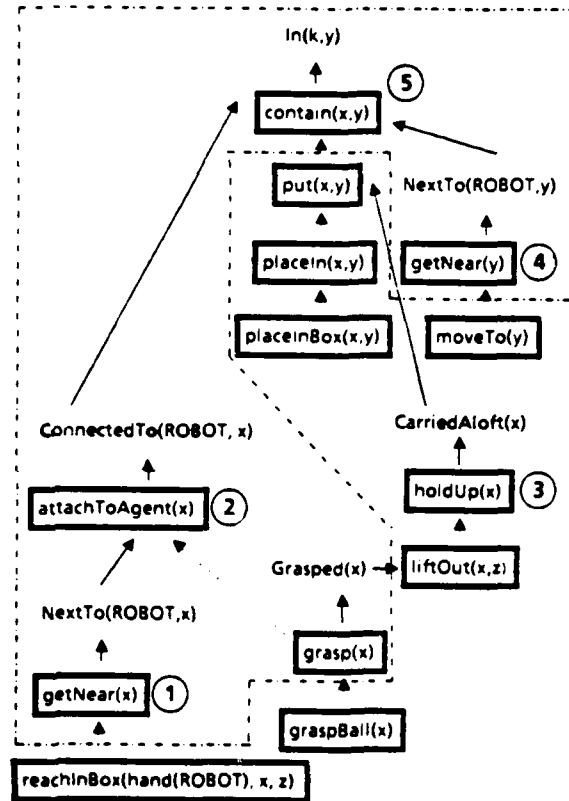 In(k,y)
5
contain(x,y)
put(x,y)
NextTo(ROBOT,y)
placeIn(x,y)
getNear(y)
4
placeInBox(x,y)
moveTo(y)
ConnectedTo(ROBOT, x)
CarriedAloft(x)
attachToAgent(x)
2
holdUp(x)
3
Grasped(x)
liftOut(x,z)
NextTo(ROBOT,x)
grasp(x)
getNear(x)
1
graspBall(x)
reachInBox(hand(ROBOT), x, z)